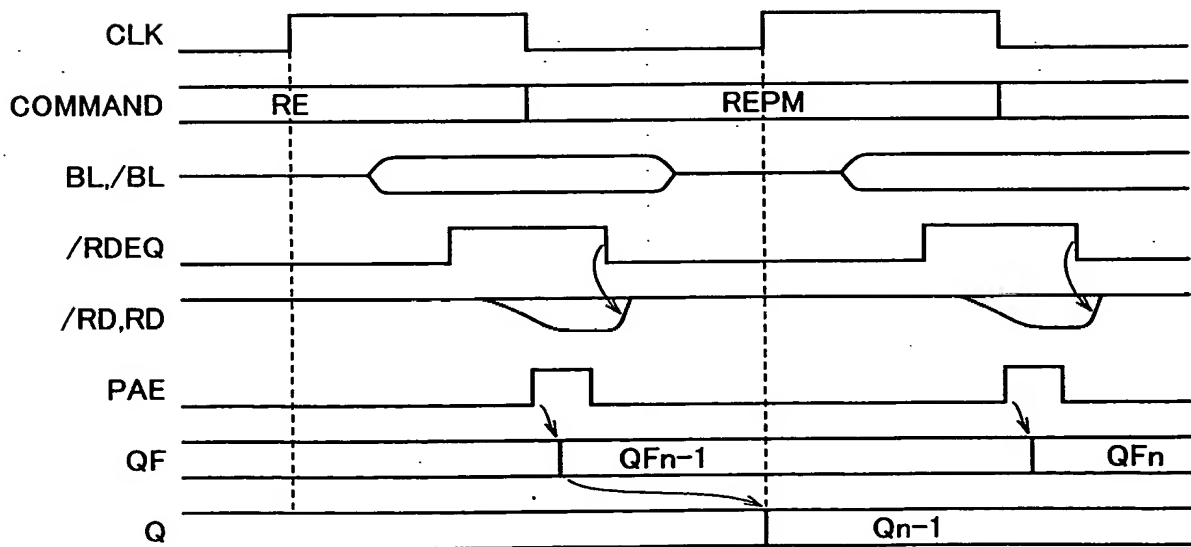 CLK
COMMAND RE REPM
BL,/BL
/RDEQ
/RD,RD
PAE
QF QFn-1 QFn
Q Qn-1